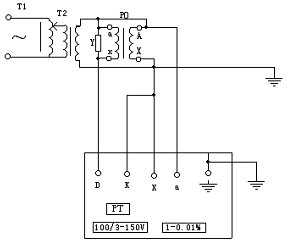 T1
T2
PO
a
A
Y
x
X
D
K
X
a
PT
100/3-150V
1-0.01%